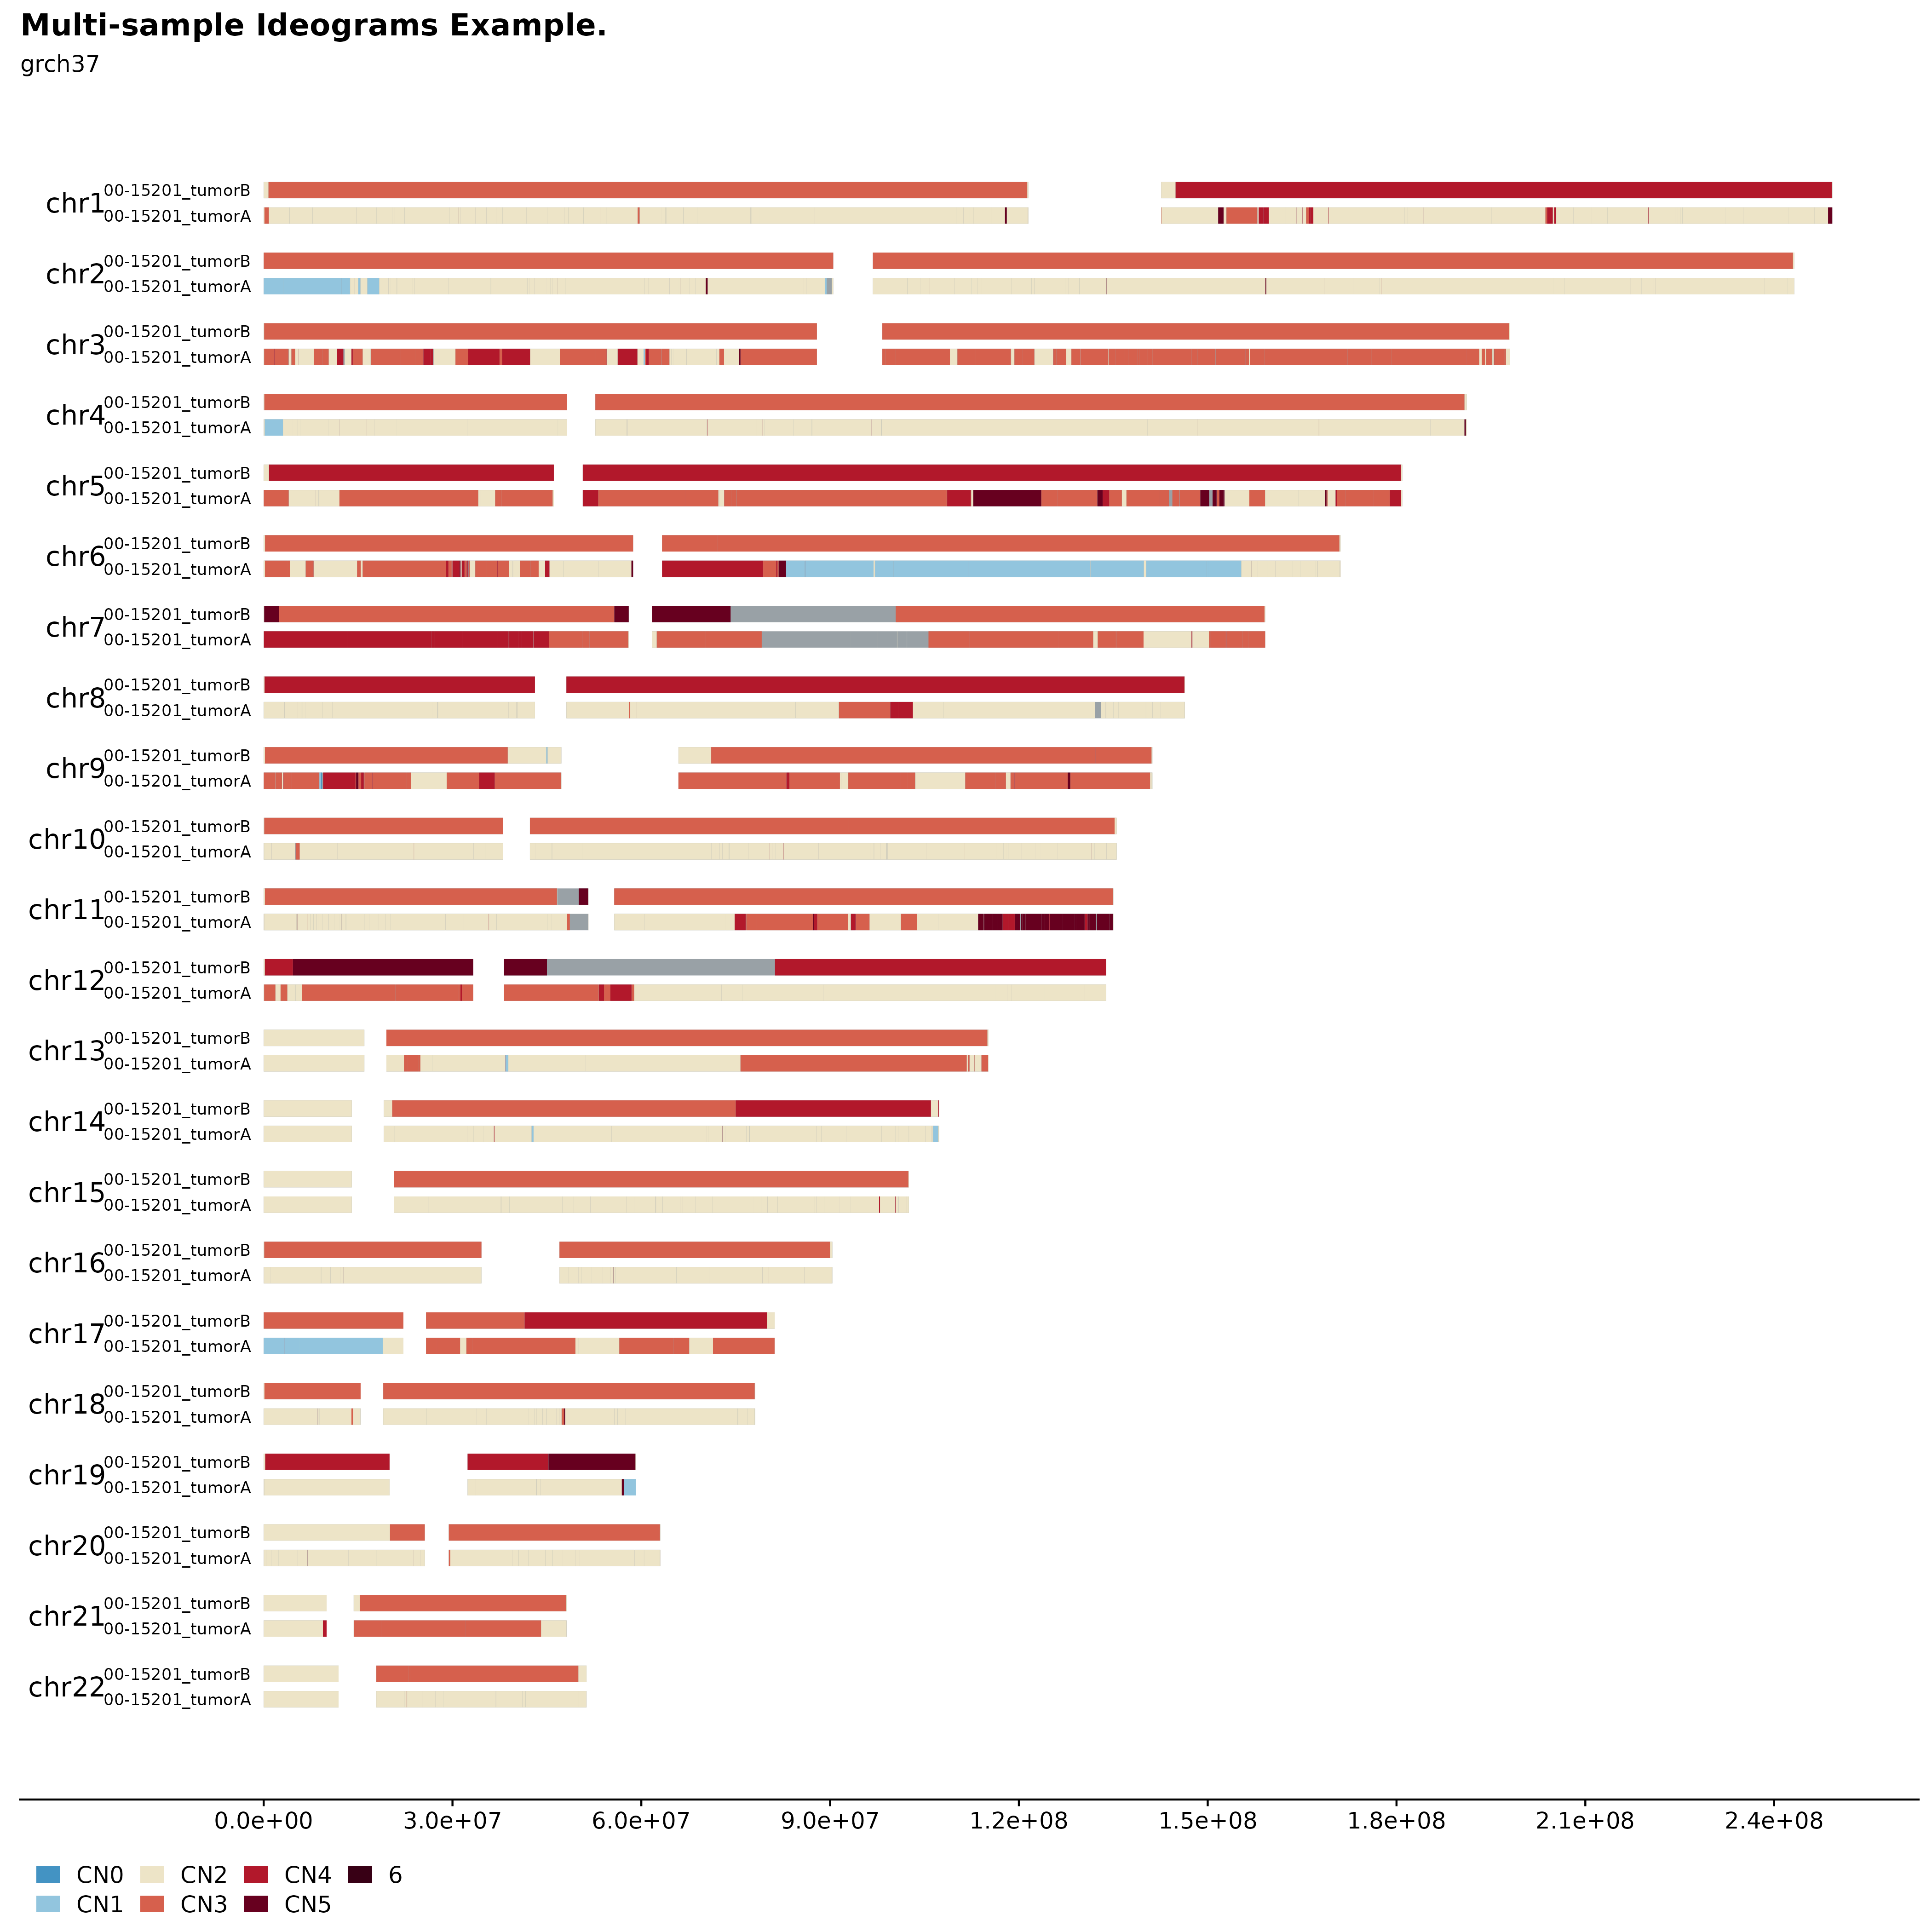 Multi-sample Ideograms Example.
grch37
chr1
00-15201_tumorB
00-15201_tumorA
chr2
00-15201_tumorB
00-15201_tumorA
chr3
00-15201_tumorB
00-15201_tumorA
chr4
00-15201_tumorB
00-15201_tumorA
chr5
00-15201_tumorB
00-15201_tumorA
chr6
00-15201_tumorB
00-15201_tumorA
chr7
00-15201_tumorB
00-15201_tumorA
chr8
00-15201_tumorB
00-15201_tumorA
chr9
00-15201_tumorB
00-15201_tumorA
chr10
00-15201_tumorB
00-15201_tumorA
chr11
00-15201_tumorB
00-15201_tumorA
chr12
00-15201_tumorB
00-15201_tumorA
chr13
00-15201_tumorB
00-15201_tumorA
chr14
00-15201_tumorB
00-15201_tumorA
chr15
00-15201_tumorB
00-15201_tumorA
chr16
00-15201_tumorB
00-15201_tumorA
chr17
00-15201_tumorB
00-15201_tumorA
chr18
00-15201_tumorB
00-15201_tumorA
chr19
00-15201_tumorB
00-15201_tumorA
chr20
00-15201_tumorB
00-15201_tumorA
chr21
00-15201_tumorB
00-15201_tumorA
chr22
00-15201_tumorB
00-15201_tumorA
0.0e+00 3.0e+07 6.0e+07 9.0e+07 1.2e+08 1.5e+08 1.8e+08 2.1e+08 2.4e+08
CN0 CN2 CN4 6
CN1 CN3 CN5